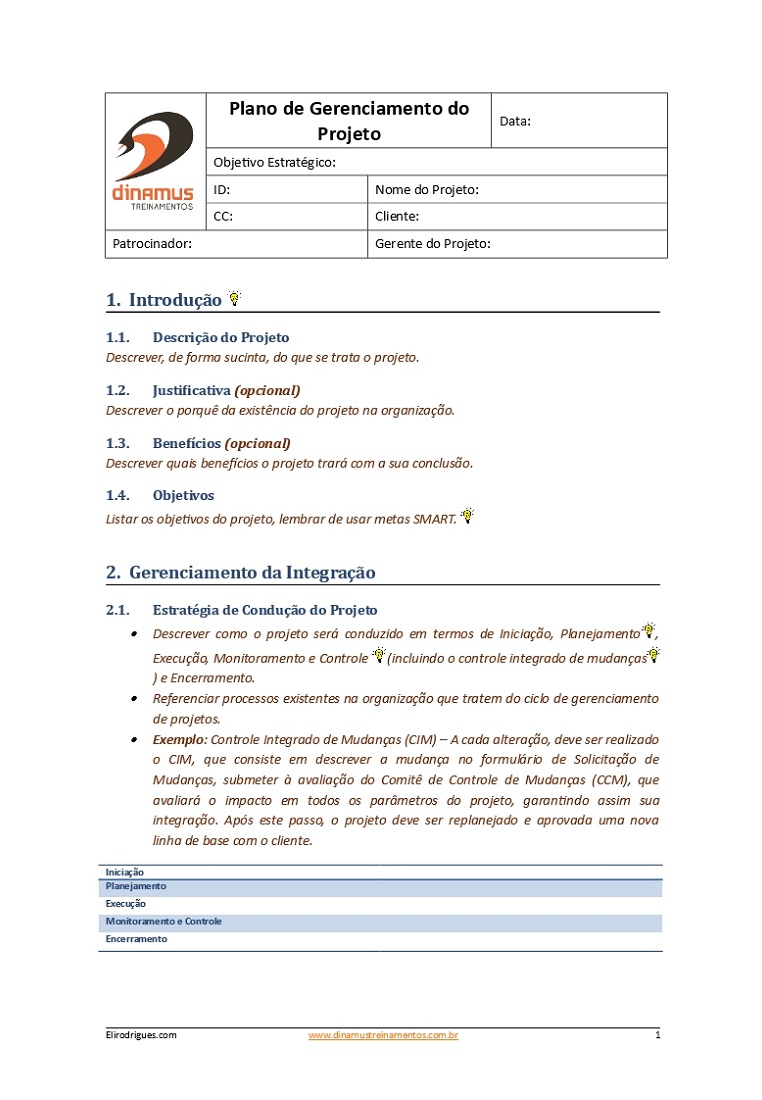 Plano de Gerenciamento do
Projeto
Data:
dinamus
TREINAMENTOS
Objetivo Estratégico:
ID:
Nome do Projeto:
CC:
Cliente:
Patrocinador:
Gerente do Projeto:
1. Introdução
1.1. Descrição do Projeto
Descrever, de forma sucinta, do que se trata o projeto.
1.2. Justificativa (opcional)
Descrever o porquê da existência do projeto na organização.
1.3. Benefícios (opcional)
Descrever quais benefícios o projeto trará com a sua conclusão.
1.4. Objetivos
Listar os objetivos do projeto, lembrar de usar metas SMART.
2. Gerenciamento da Integração
2.1. Estratégia de Condução do Projeto
• Descrever como o projeto será conduzido em termos de Iniciação, Planejamento,
Execução, Monitoramento e Controle (incluindo o controle integrado de mudanças
) e Encerramento.
• Referenciar processos existentes na organização que tratem do ciclo de gerenciamento
de projetos.
• Exemplo: Controle Integrado de Mudanças (CIM) – A cada alteração, deve ser realizado
o CIM, que consiste em descrever a mudança no formulário de Solicitação de
Mudanças, submeter à avaliação do Comitê de Controle de Mudanças (CCM), que
avaliará o impacto em todos os parâmetros do projeto, garantindo assim sua
integração. Após este passo, o projeto deve ser replanejado e aprovada uma nova
linha de base com o cliente.
Iniciação
Planejamento
Execução
Monitoramento e Controle
Encerramento
Elirodrigues.com
www.dinamustreinamentos.com.br
1